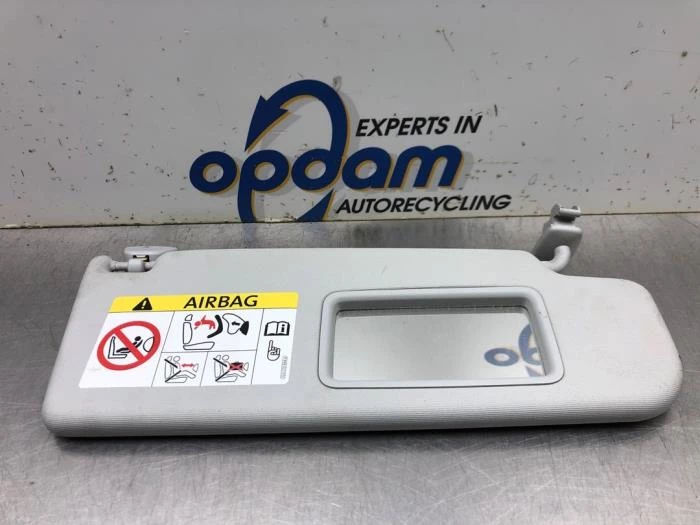 EXPERTS IN
opdam
AUTORECYCLING
AIRBAG